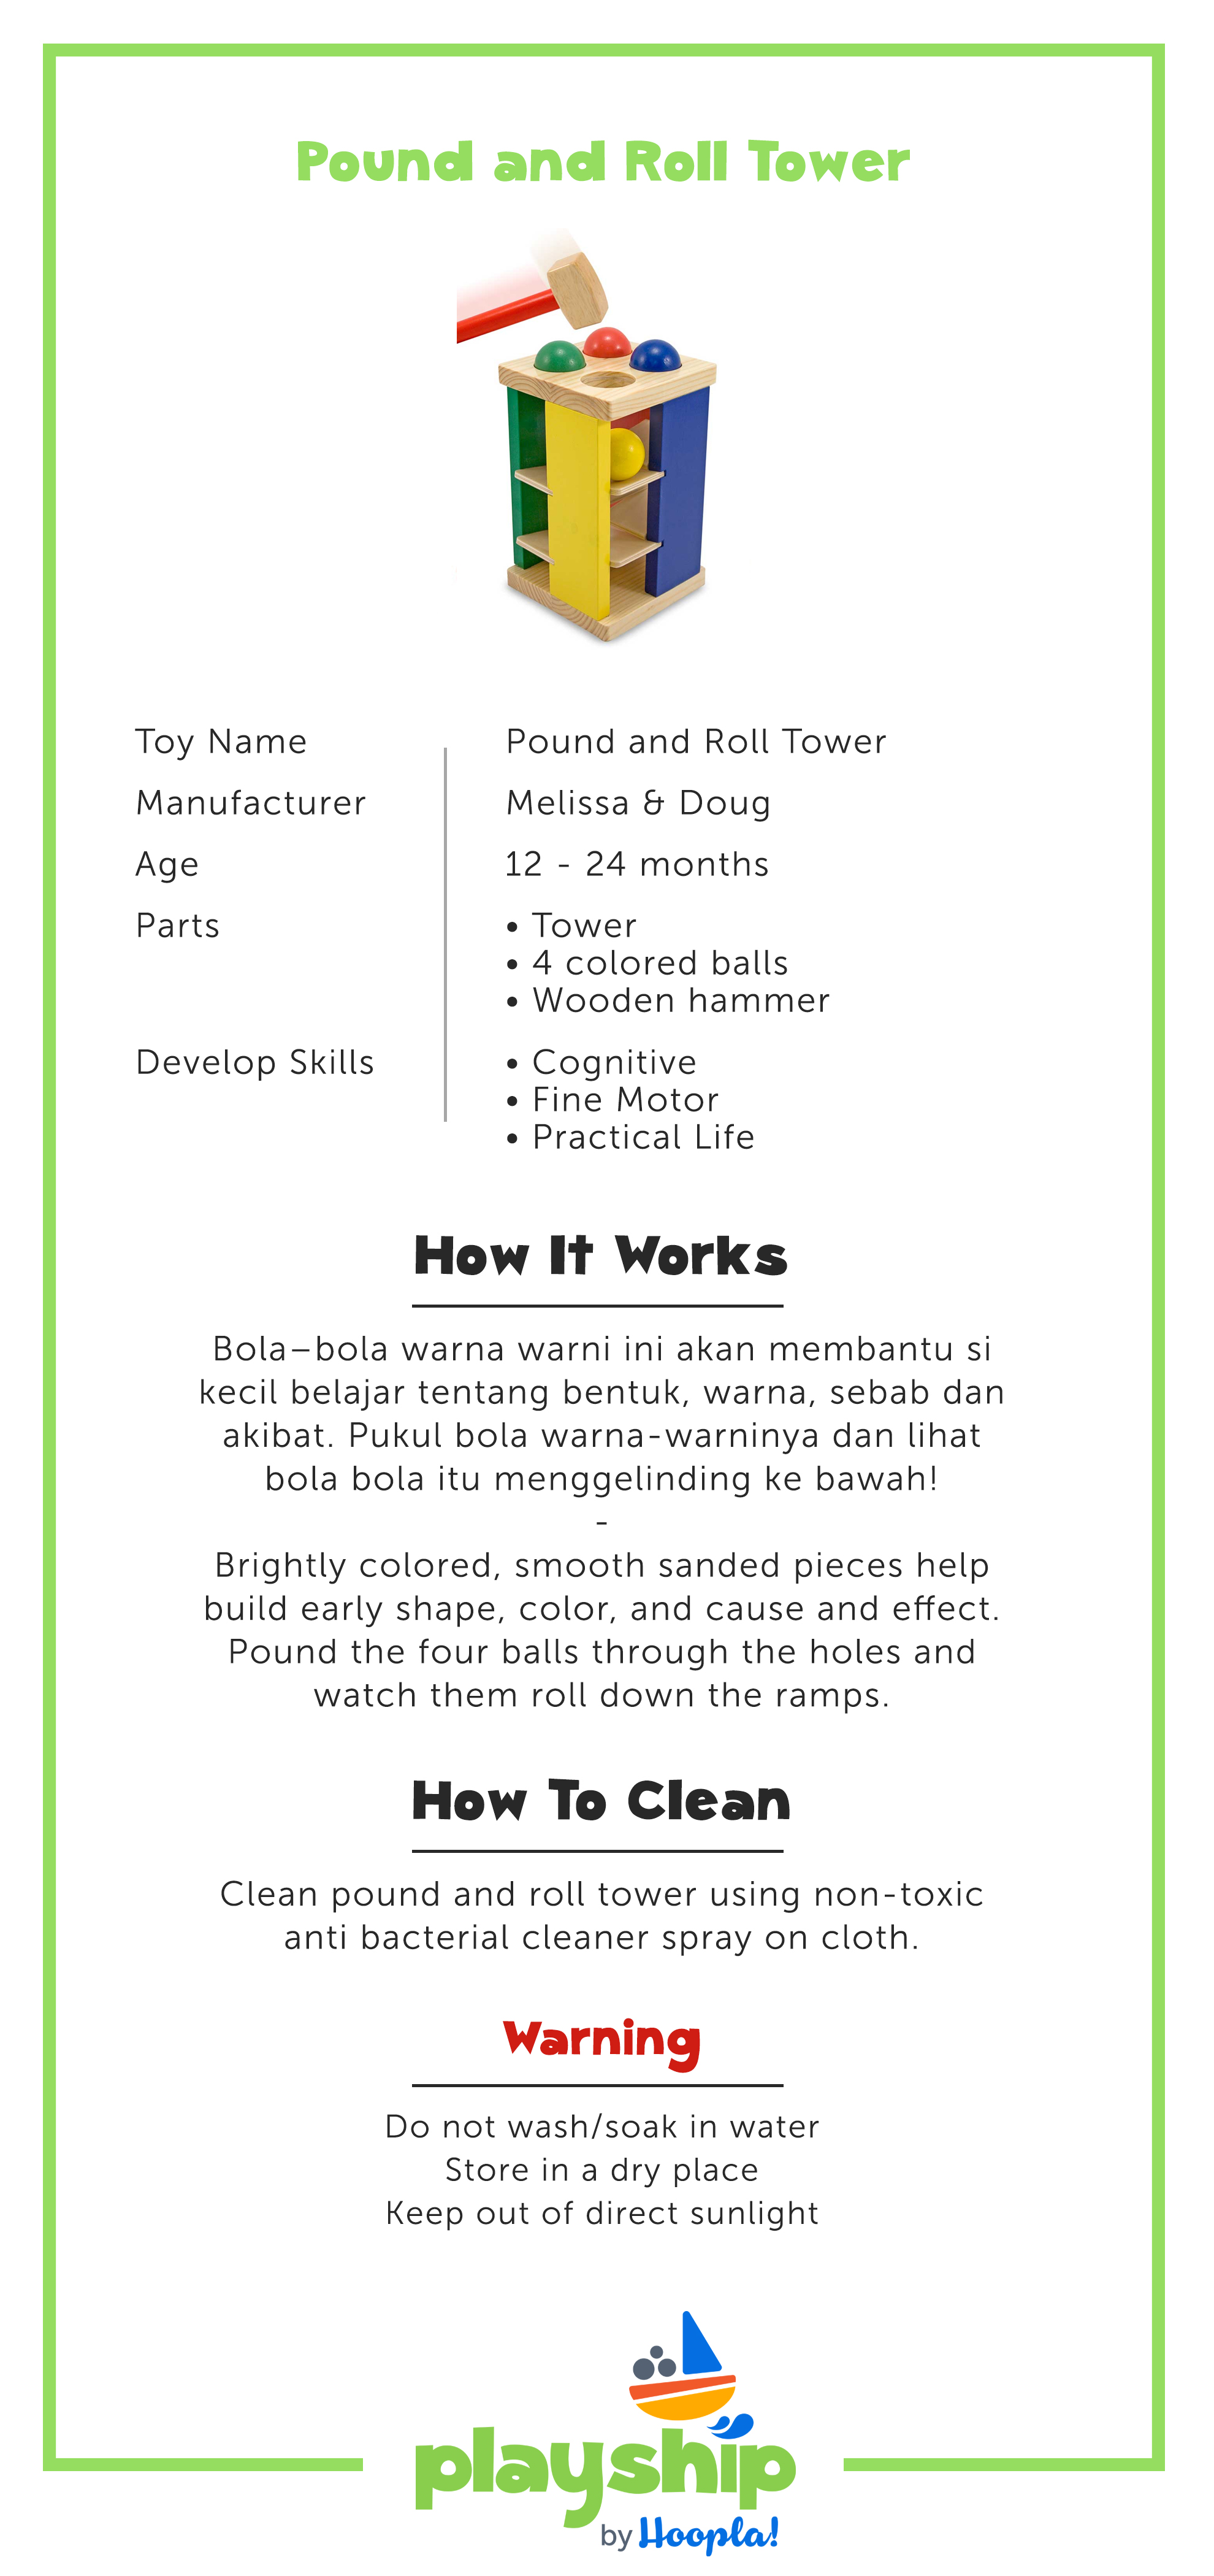 Pound and Roll Tower
Toy Name
Pound and Roll Tower
Manufacturer
Melissa & Doug
Age
12 - 24 months
Parts
• Tower
• 4 colored balls
• Wooden hammer
Develop Skills
• Cognitive
• Fine Motor
• Practical Life
How It Works
Bola–bola warna warni ini akan membantu si
kecil belajar tentang bentuk, warna, sebab dan
akibat. Pukul bola warna-warninya dan lihat
bola bola itu menggelinding ke bawah!
-
Brightly colored, smooth sanded pieces help
build early shape, color, and cause and effect.
Pound the four balls through the holes and
watch them roll down the ramps.
How To Clean
Clean pound and roll tower using non-toxic
anti bacterial cleaner spray on cloth.
Warning
Do not wash/soak in water
Store in a dry place
Keep out of direct sunlight
playship
by Hoopla!